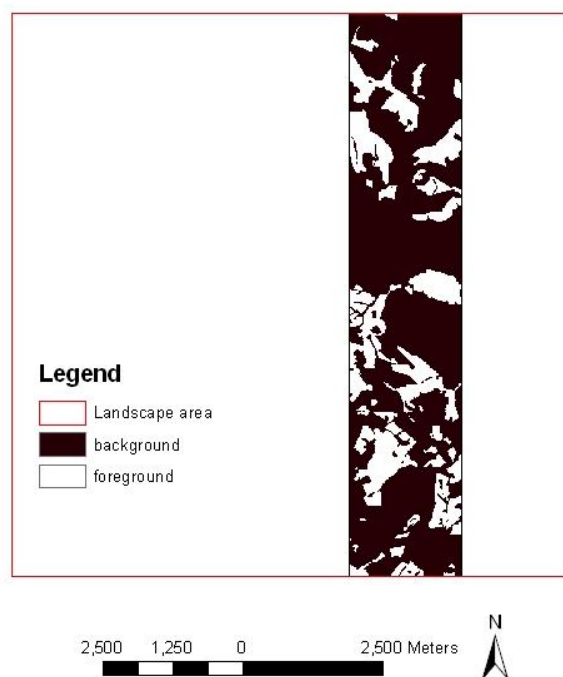 Legend
Landscape area
background
foreground
N
2,500 1,250 0 2,500 Meters